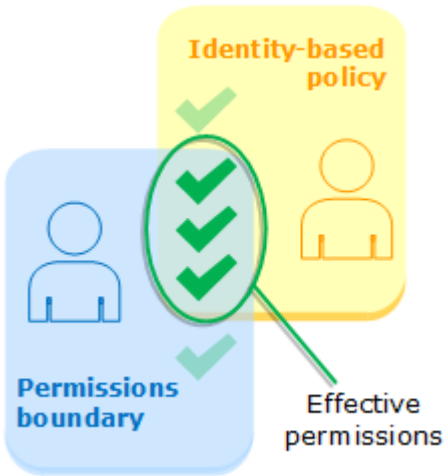 Identity-based
policy
Permissions
boundary
Effective
permissions